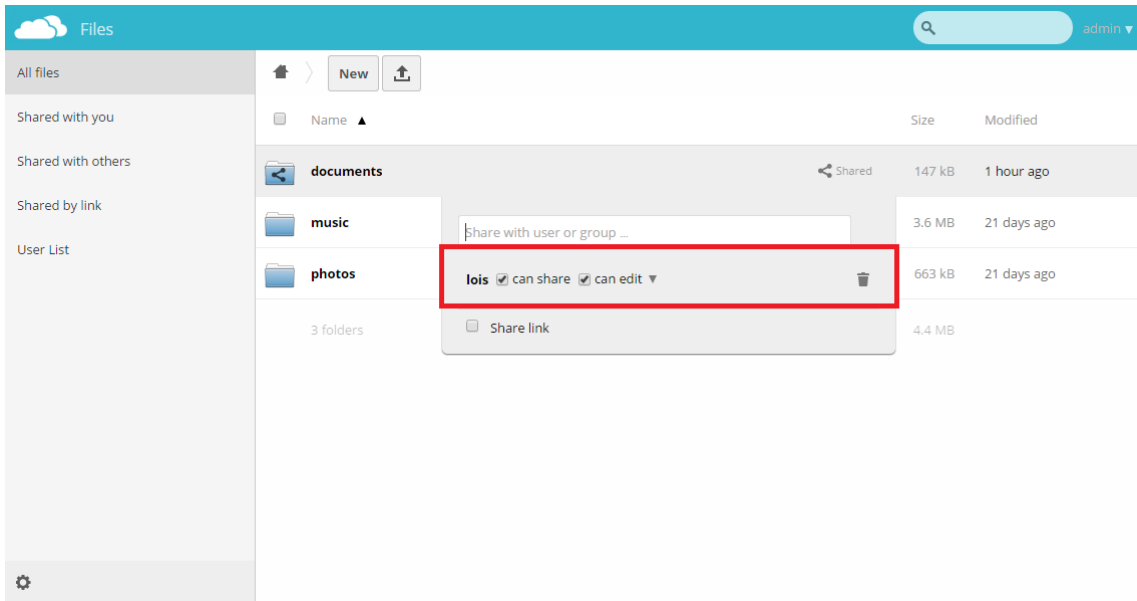 Files
admin ▼
All files
Shared with you
Shared with others
Shared by link
User List
New
Name ▲ Size Modified
documents Shared 147 kB 1 hour ago
music 3.6 MB 21 days ago
Share with user or group ...
photos 663 kB 21 days ago
lois can share can edit ▼
Share link
3 folders 4.4 MB